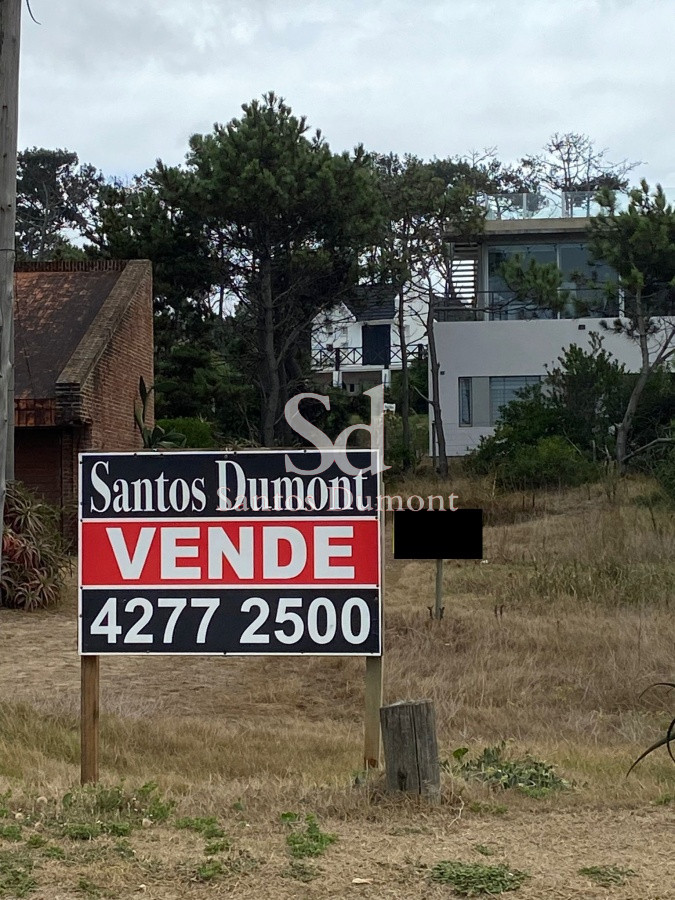 Sd
Santos Dumont
Santos Dumont
VENDE
4277 2500